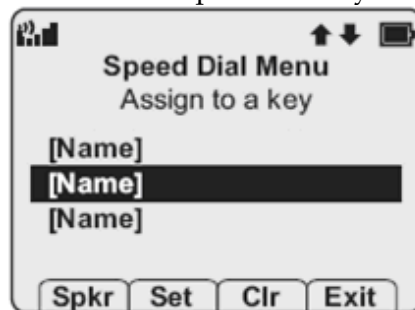 Speed Dial Menu
Assign to a key
[Name]
[Name]
[Name]
Spkr Set Clr Exit